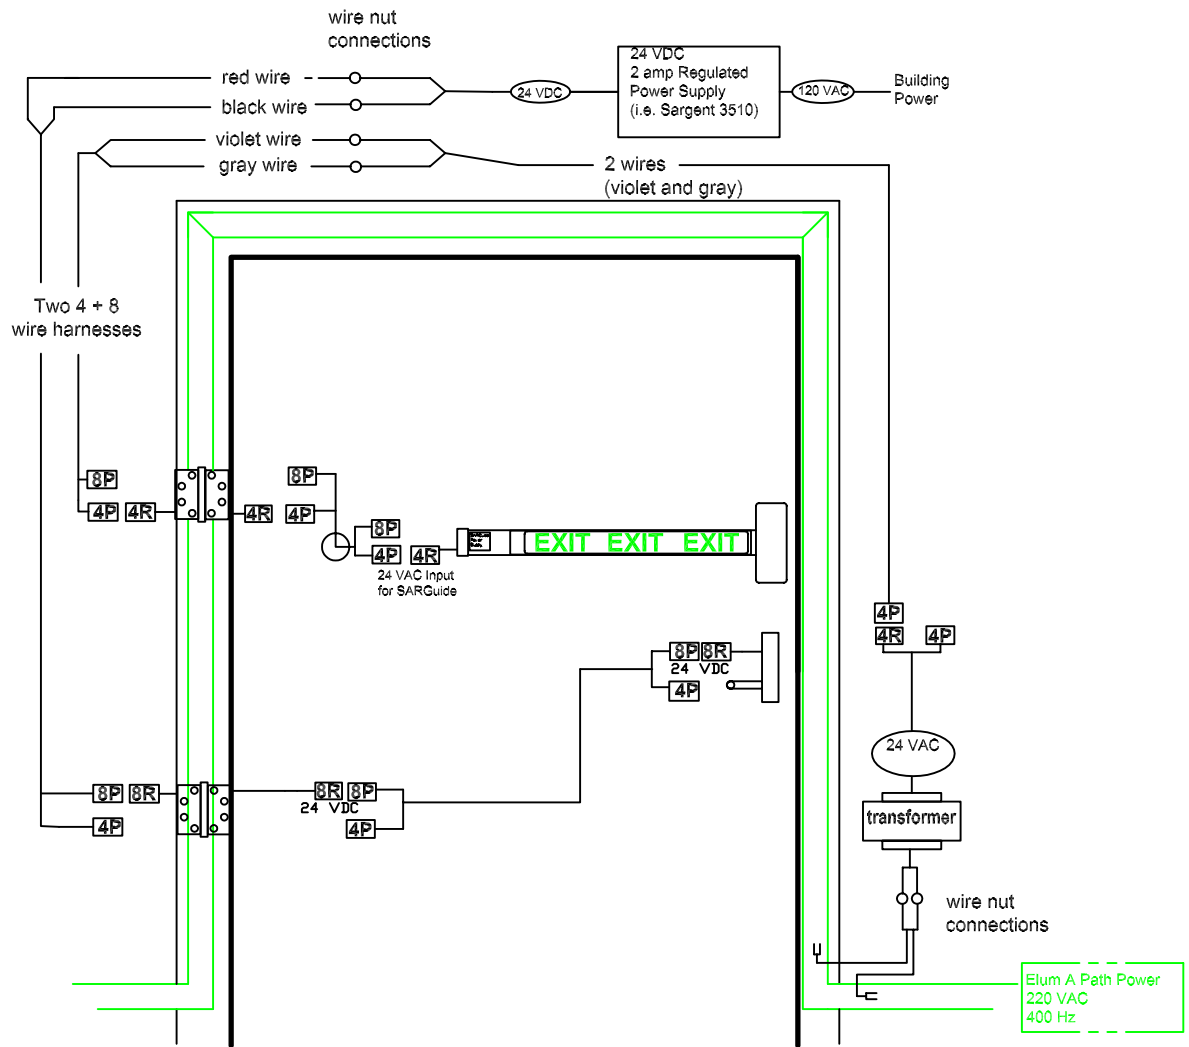 wire nut
connections
red wire
black wire
violet wire
gray wire
24 VDC
24 VDC
2 amp Regulated
Power Supply
(i.e. Sargent 3510)
120 VAC
Building
Power
2 wires
(violet and gray)
Two 4 + 8
wire harnesses
8P
4P
4R
4R
8P
4P
8P
4P
4R
24 VAC Input
for SARGuide
EXIT EXIT EXIT
8P
8R
24 VDC
4P
4P
4R
4P
24 VAC
transformer
8P
8R
4P
8R
8P
24 VDC
4P
wire nut
connections
Elum A Path Power
220 VAC
400 Hz